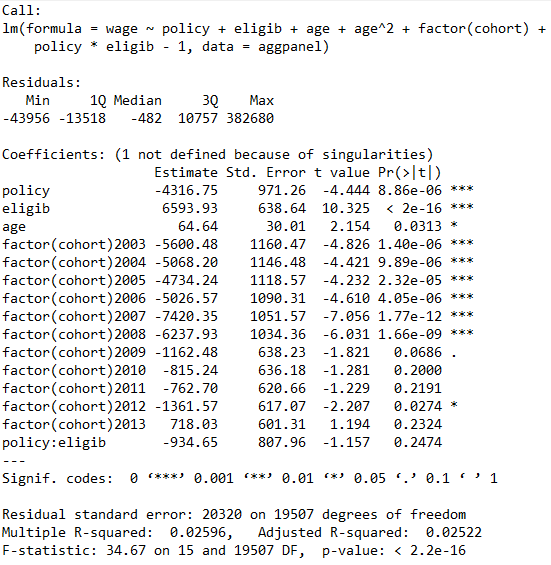 Call:
lm(formula = wage ~ policy + eligib + age + age^2 + factor(cohort) +
    policy * eligib - 1, data = aggpanel)

Residuals:
   Min     1Q Median     3Q    Max
-43956 -13518   -482  10757 382680

Coefficients: (1 not defined because of singularities)
                   Estimate Std. Error t value Pr(>|t|)
policy             -4316.75     971.26  -4.444 8.86e-06 ***
eligib              6593.93     638.64  10.325  < 2e-16 ***
age                   64.64      30.01   2.154   0.0313 *
factor(cohort)2003 -5600.48    1160.47  -4.826 1.40e-06 ***
factor(cohort)2004 -5068.20    1146.48  -4.421 9.89e-06 ***
factor(cohort)2005 -4734.24    1118.57  -4.232 2.32e-05 ***
factor(cohort)2006 -5026.57    1090.31  -4.610 4.05e-06 ***
factor(cohort)2007 -7420.35    1051.57  -7.056 1.77e-12 ***
factor(cohort)2008 -6237.93    1034.36  -6.031 1.66e-09 ***
factor(cohort)2009 -1162.48     638.23  -1.821   0.0686 .
factor(cohort)2010  -815.24     636.18  -1.281   0.2000
factor(cohort)2011  -762.70     620.66  -1.229   0.2191
factor(cohort)2012 -1361.57     617.07  -2.207   0.0274 *
factor(cohort)2013   718.03     601.31   1.194   0.2324
policy:eligib       -934.65     807.96  -1.157   0.2474
---
Signif. codes:  0 ‘***’ 0.001 ‘**’ 0.01 ‘*’ 0.05 ‘.’ 0.1 ‘ ’ 1

Residual standard error: 20320 on 19507 degrees of freedom
Multiple R-squared:  0.02596,   Adjusted R-squared:  0.02522
F-statistic: 34.67 on 15 and 19507 DF,  p-value: < 2.2e-16